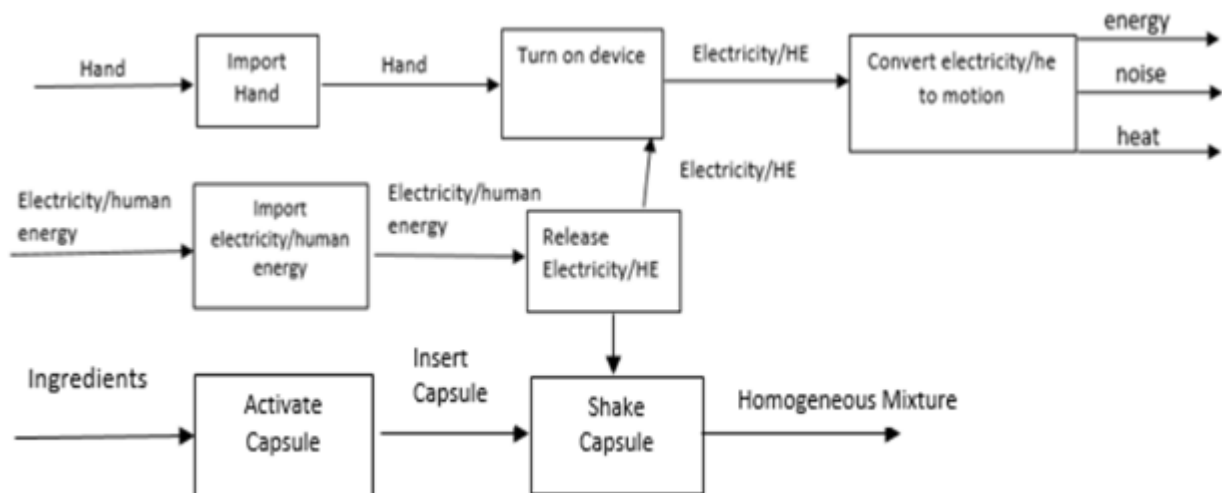 energy
Hand
Import
Hand
Hand
Turn on device
Electricity/HE
Convert electricity/he
to motion
noise
heat
Electricity/HE
Electricity/human
energy
Import
electricity/human
energy
Electricity/human
energy
Release
Electricity/HE
Ingredients
Activate
Capsule
Insert
Capsule
Shake
Capsule
Homogeneous Mixture